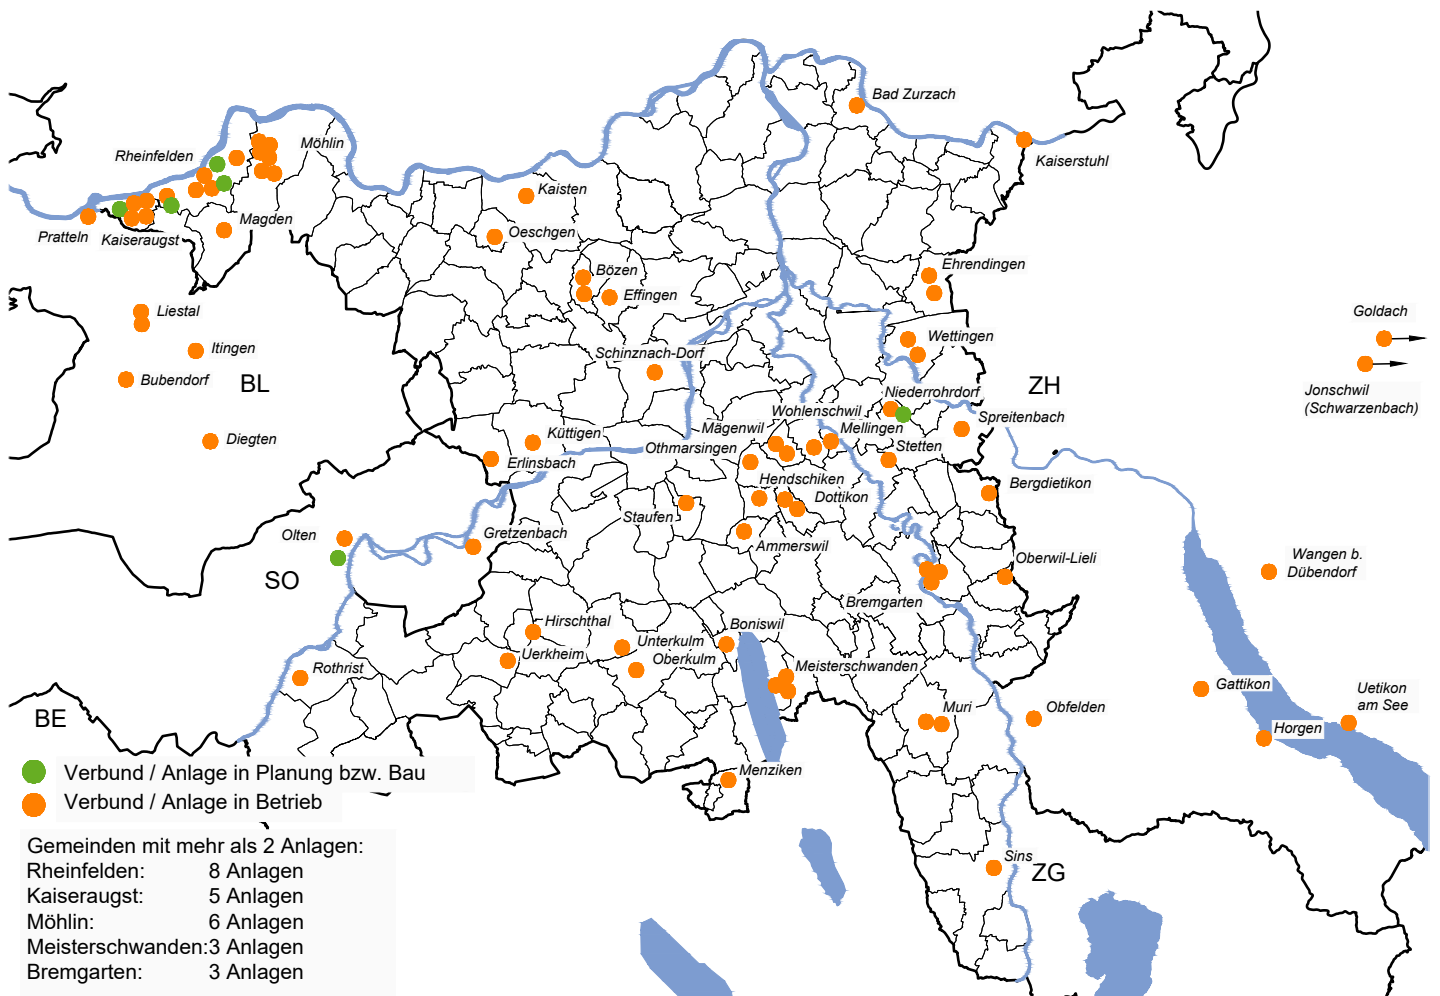 Bad Zurzach
Möhlin
Rheinfelden
Kaiserstuhl
Kaisten
Magden
Pratteln
Kaiseraugst
Oeschgen
Bözen
Ehrendingen
Effingen
Liestal
Goldach
Wettingen
Itingen
Schinznach-Dorf
Bubendorf
BL
ZH
Jonschwil
(Schwarzenbach)
Niederrohrdorf
Wohlenschwil
Spreitenbach
Mägenwil
Mellingen
Küttigen
Diegten
Othmarsingen
Stetten
Erlinsbach
Hendschiken
Bergdietikon
Dottikon
Staufen
Olten
Gretzenbach
Ammerswil
Wangen b.
Dübendorf
Oberwil-Lieli
SO
Bremgarten
Hirschthal
Boniswil
Unterkulm
Uerkheim
Oberkulm
Rothrist
Meisterschwanden
Gattikon
Uetikon
am See
Muri
Obfelden
BE
Horgen
Menziken
Verbund / Anlage in Planung bzw. Bau
Verbund / Anlage in Betrieb
Gemeinden mit mehr als 2 Anlagen:
Rheinfelden: 8 Anlagen
Kaiseraugst: 5 Anlagen
Möhlin: 6 Anlagen
Meisterschwanden:3 Anlagen
Bremgarten: 3 Anlagen
Sins
ZG